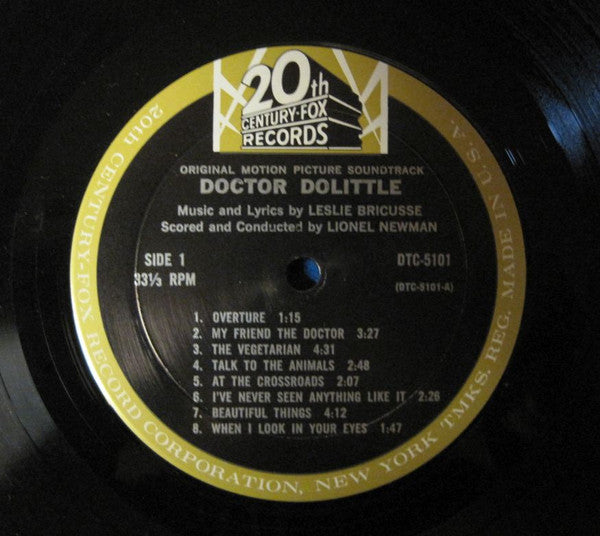 20th
CENTURY-FOX
RECORDS
ORIGINAL MOTION PICTURE SOUNDTRACK
DOCTOR DOLITTLE
Music and Lyrics by LESLIE BRICUSSE
Scored and Conducted by LIONEL NEWMAN
SIDE 1
DTC-5101
33⅓ RPM
(DTC-5101-A)
1. OVERTURE 1:15
2. MY FRIEND THE DOCTOR 3:27
3. THE VEGETARIAN 4:31
4. TALK TO THE ANIMALS 2:48
5. AT THE CROSSROADS 2:07
6. I'VE NEVER SEEN ANYTHING LIKE IT 2:26
7. BEAUTIFUL THINGS 4:12
8. WHEN I LOOK IN YOUR EYES 1:47
20th CENTURY-FOX RECORD CORPORATION, NEW YORK TMKS. REG. MADE IN U.S.A.